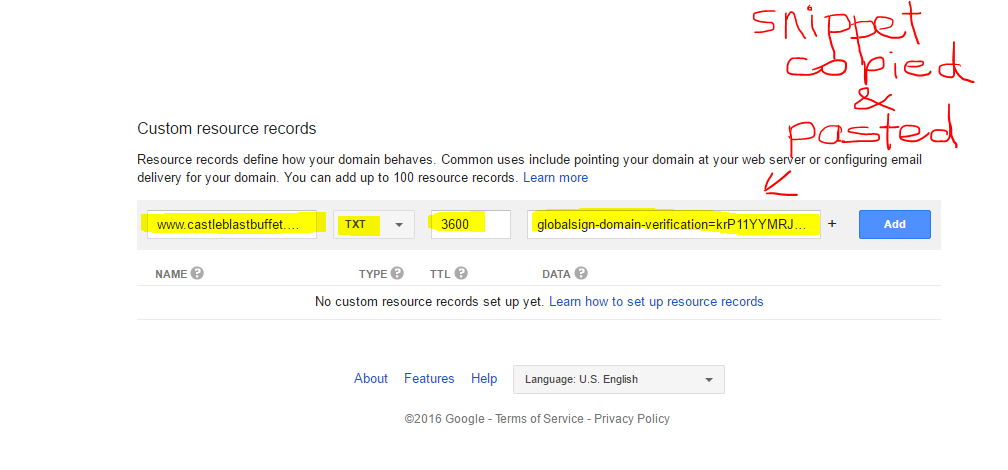 snippet
copied
&
pasted
Custom resource records
Resource records define how your domain behaves. Common uses include pointing your domain at your web server or configuring email
delivery for your domain. You can add up to 100 resource records. Learn more
www.castleblastbuffet.... TXT 3600 globalsign-domain-verification=krP11YYMRJ... + Add
NAME ? TYPE ? TTL ? DATA ?
No custom resource records set up yet. Learn how to set up resource records
About Features Help Language: U.S. English
©2016 Google - Terms of Service - Privacy Policy